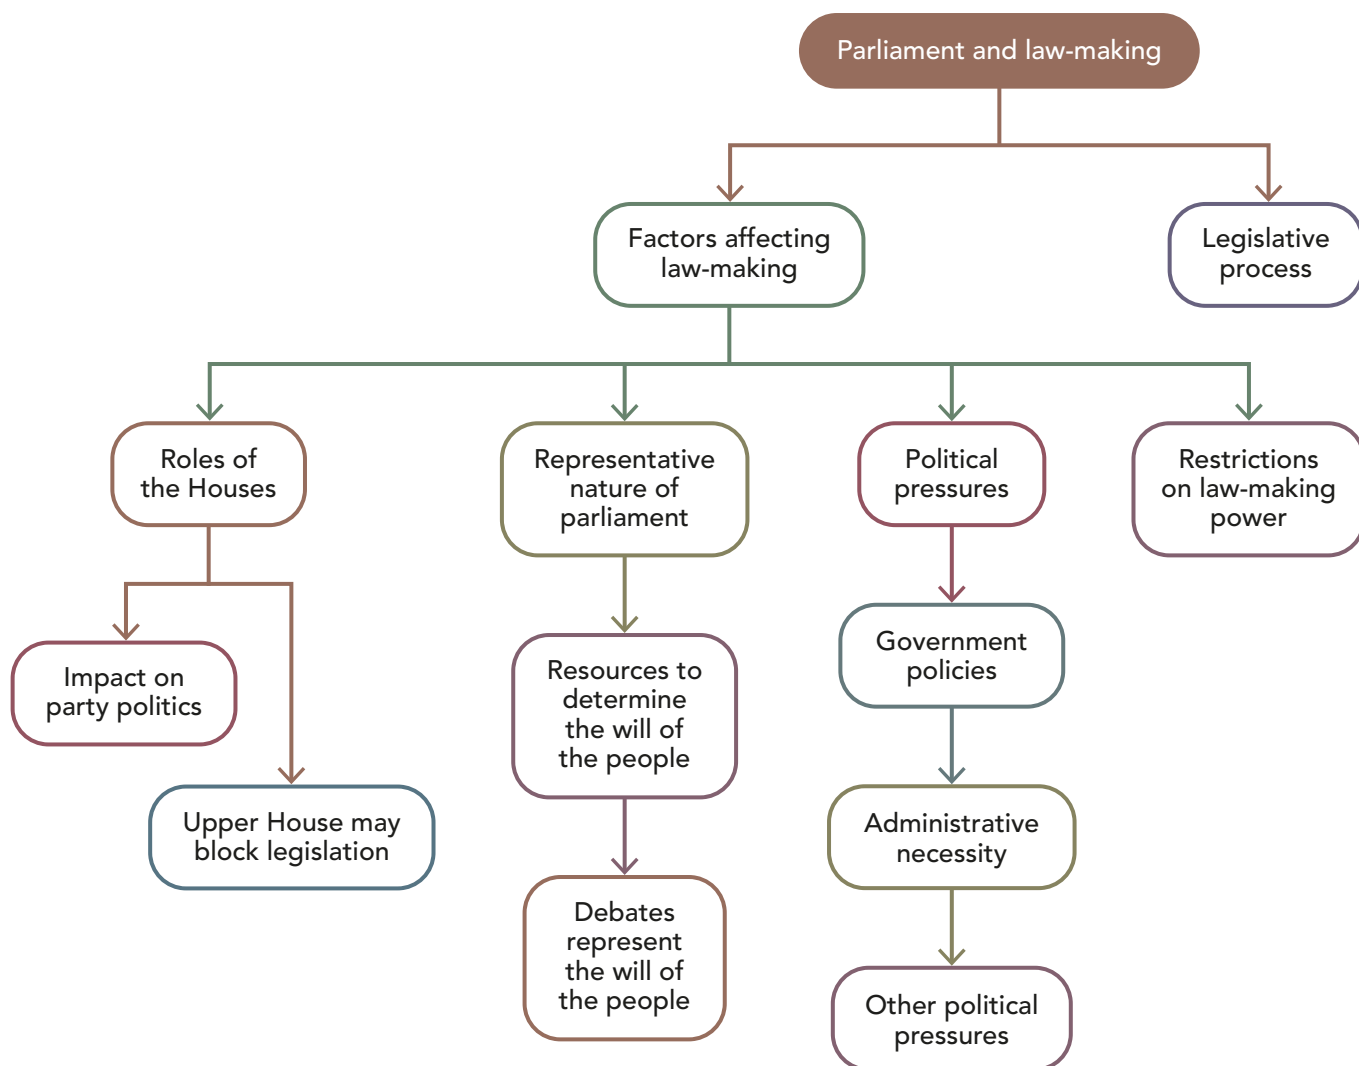 Parliament and law-making
Factors affecting
law-making
Legislative
process
Roles of
the Houses
Representative
nature of
parliament
Political
pressures
Restrictions
on law-making
power
Impact on
party politics
Upper House may
block legislation
Resources to
determine
the will of
the people
Debates
represent
the will of
the people
Government
policies
Administrative
necessity
Other political
pressures